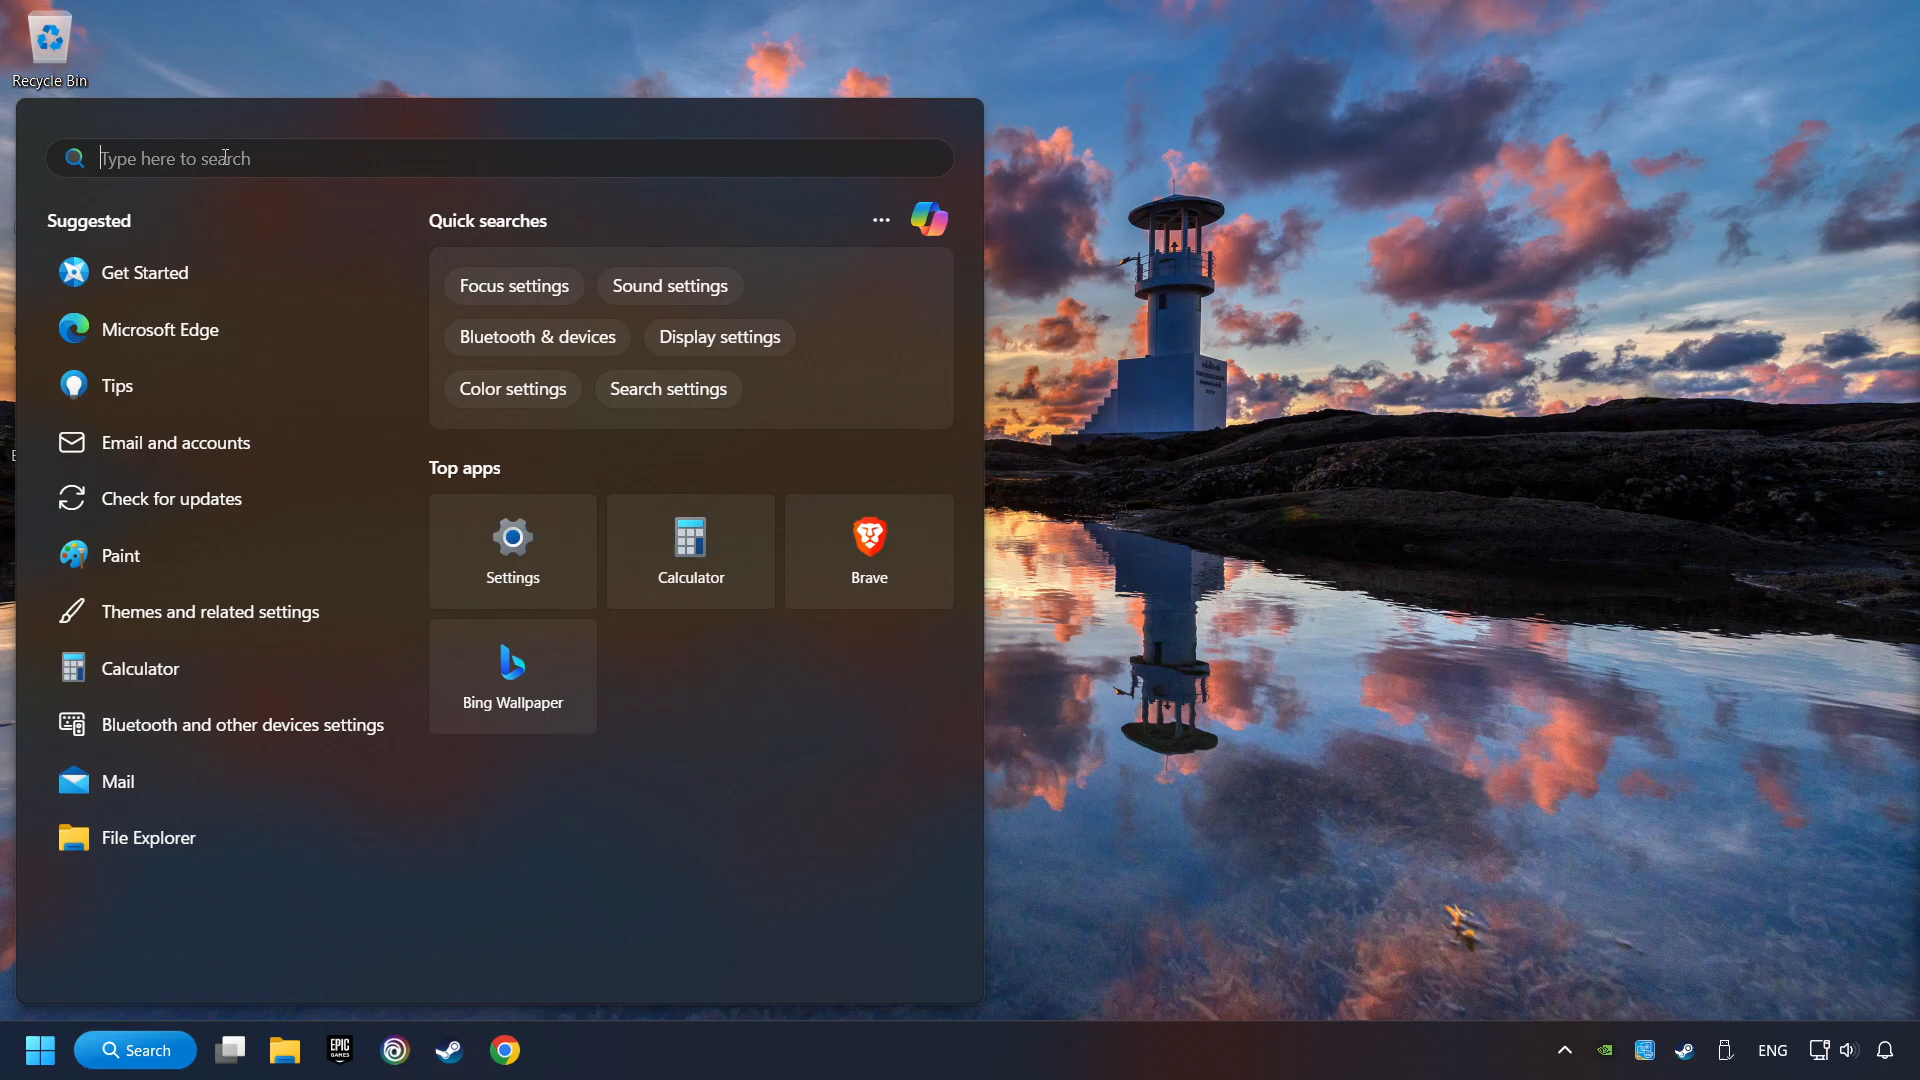 Recycle Bin
Type here to search
Suggested
Get Started
Microsoft Edge
Tips
Email and accounts
Check for updates
Paint
Themes and related settings
Calculator
Bluetooth and other devices settings
Mail
File Explorer
Quick searches
Focus settings
Sound settings
Bluetooth & devices
Display settings
Color settings
Search settings
Top apps
Settings
Calculator
Brave
Bing Wallpaper
Search
EPIC
GAMES
ENG